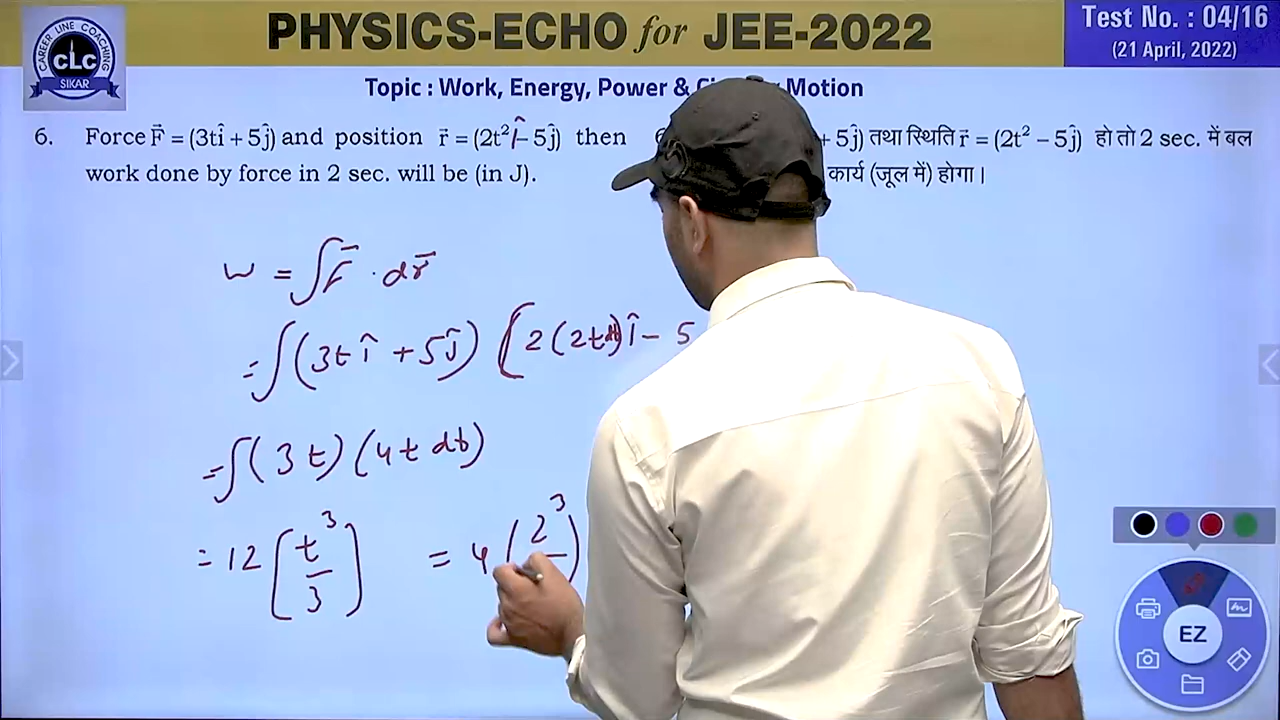 PHYSICS-ECHO for JEE-2022
Test No. : 04/16
(21 April, 2022)
CAREER LINE COACHING
CLC
SIKAR
Topic : Work, Energy, Power & Motion
6. Force F⃗ = (3tî + 5ĵ) and position r⃗ = (2t² î - 5ĵ) then
work done by force in 2 sec. will be (in J).
+ 5ĵ) तथा स्थिति r⃗ = (2t² – 5ĵ) हो तो 2 sec. में बल
कार्य (जूल में) होगा।
W = ∫F⃗ . dr⃗
= ∫(3t î + 5ĵ) [2(2tdt) î – 5
= ∫(3t) (4t dt)
= 12 [t³/3] = 4 (2³)
EZ